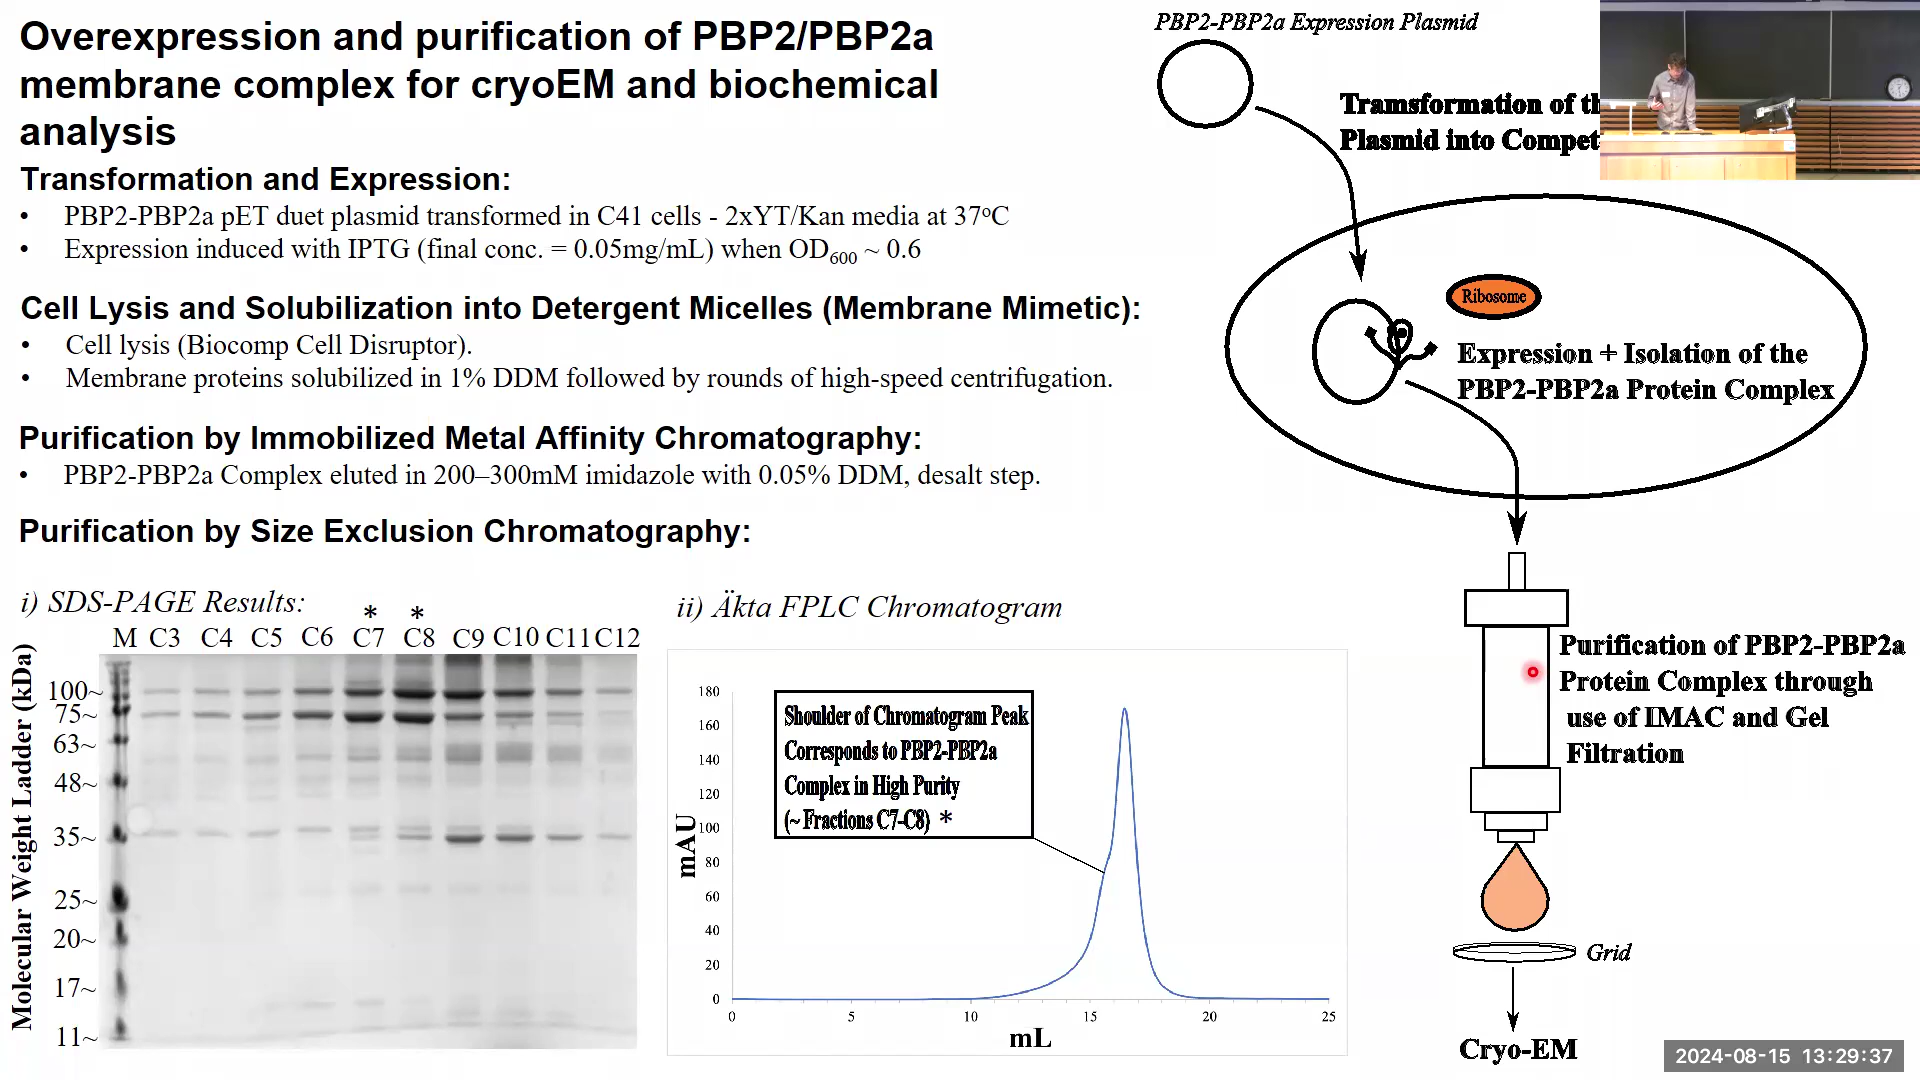 Overexpression and purification of PBP2/PBP2a
membrane complex for cryoEM and biochemical
analysis
Transformation and Expression:
• PBP2-PBP2a pET duet plasmid transformed in C41 cells - 2xYT/Kan media at 37ºC
• Expression induced with IPTG (final conc. = 0.05mg/mL) when OD600 ~ 0.6
Cell Lysis and Solubilization into Detergent Micelles (Membrane Mimetic):
• Cell lysis (Biocomp Cell Disruptor).
• Membrane proteins solubilized in 1% DDM followed by rounds of high-speed centrifugation.
Purification by Immobilized Metal Affinity Chromatography:
• PBP2-PBP2a Complex eluted in 200–300mM imidazole with 0.05% DDM, desalt step.
Purification by Size Exclusion Chromatography:
i) SDS-PAGE Results:
* *
M C3 C4 C5 C6 C7 C8 C9 C10 C11 C12
Molecular Weight Ladder (kDa)
100~
75~
63~
48~
35~
25~
20~
17~
11~
ii) Äkta FPLC Chromatogram
mAU
180
160
140
120
100
80
60
40
20
0
Shoulder of Chromatogram Peak
Corresponds to PBP2-PBP2a
Complex in High Purity
(~ Fractions C7-C8) *
0 5 10 15 20 25
mL
PBP2-PBP2a Expression Plasmid
Tramsformation of th
Plasmid into Compet
Ribosome
Expression + Isolation of the
PBP2-PBP2a Protein Complex
Purification of PBP2-PBP2a
Protein Complex through
use of IMAC and Gel
Filtration
Grid
Cryo-EM
2024-08-15 13:29:37